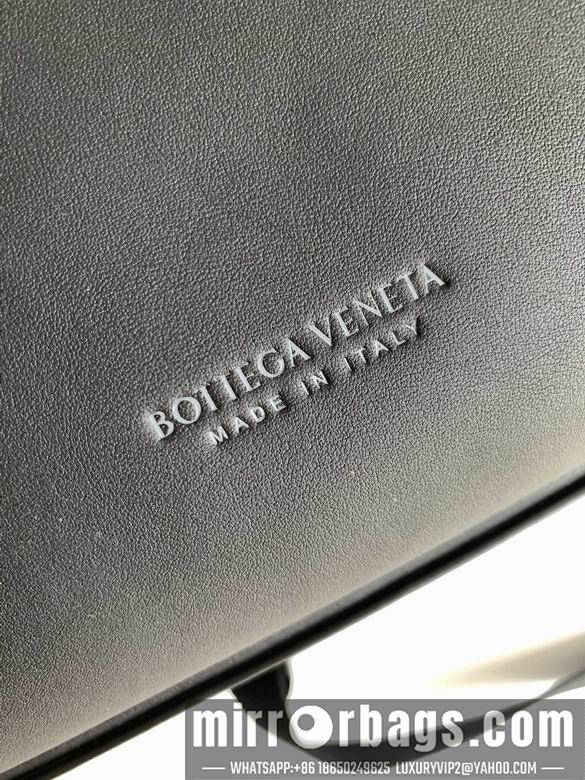 BOTTEGA VENETA
MADE IN ITALY
mirrorbags.com
WHATSAPP:+86 18650249625 LUXURYVIP2@YAHOO.COM